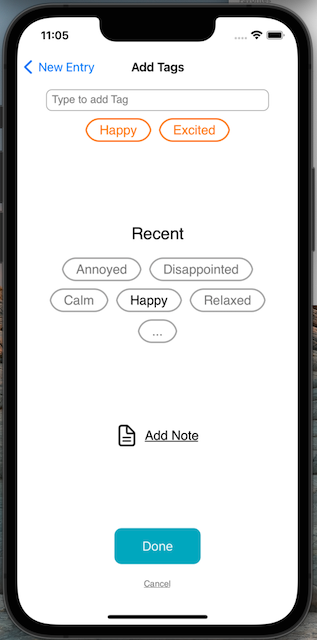 11:05
New Entry Add Tags
Type to add Tag
Happy Excited
Recent
Annoyed Disappointed
Calm Happy Relaxed
...
Add Note
Done
Cancel